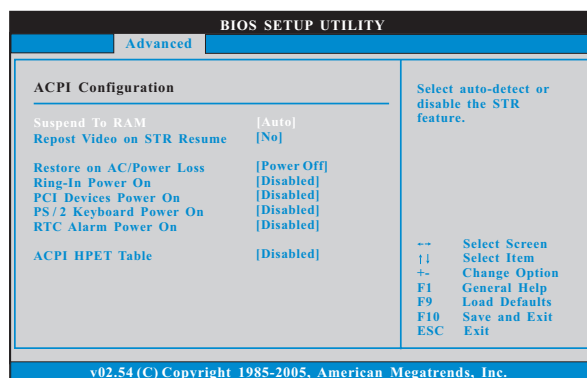 BIOS SETUP UTILITY
Advanced
ACPI Configuration
Suspend To RAM [Auto]
Repost Video on STR Resume [No]
Restore on AC/Power Loss [Power Off]
Ring-In Power On [Disabled]
PCI Devices Power On [Disabled]
PS/2 Keyboard Power On [Disabled]
RTC Alarm Power On [Disabled]
ACPI HPET Table [Disabled]
Select auto-detect or
disable the STR
feature.
←→ Select Screen
↑↓ Select Item
+- Change Option
F1 General Help
F9 Load Defaults
F10 Save and Exit
ESC Exit
v02.54 (C) Copyright 1985-2005, American Megatrends, Inc.